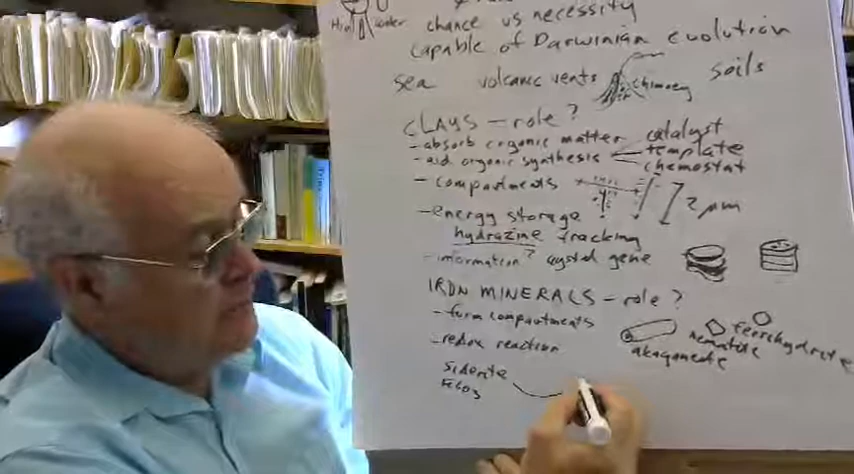 chance vs necessity
capable of Darwinian evolution
sea volcanic vents chimney soils
CLAYS - role?
- absorb organic matter catalyst
- aid organic synthesis template
chemostat
- compartments 2 μm
- energy storage
hydrazine tracking
- information? crystal gene
IRON MINERALS - role?
- form compartments
akaganeite hematite ferrihydrite
- redox reaction
siderite
FeCO3